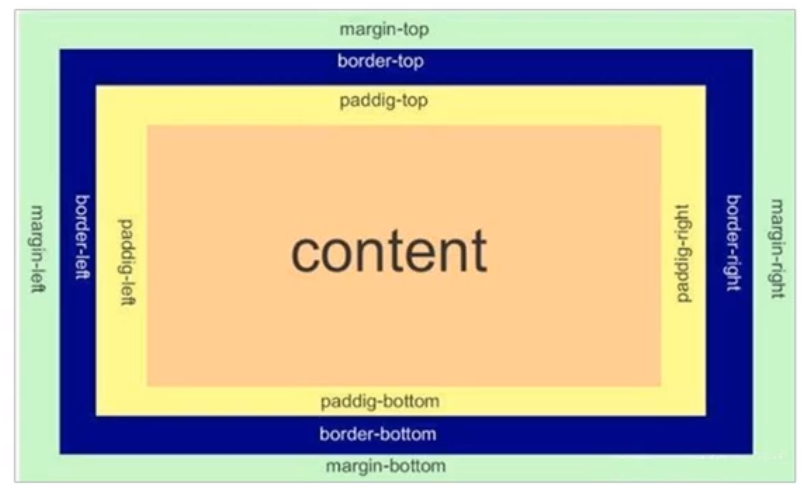 margin-top
border-top
paddig-top
margin-left
border-left
paddig-left
content
paddig-right
border-right
margin-right
paddig-bottom
border-bottom
margin-bottom